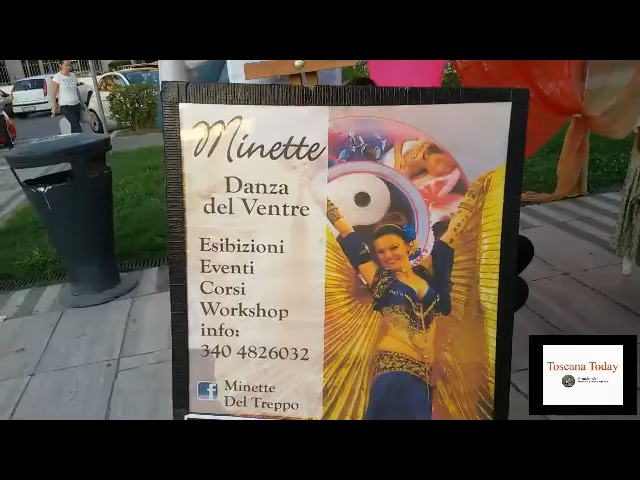 Minette
Danza
del Ventre
Esibizioni
Eventi
Corsi
Workshop
info:
340 4826032
f
Minette
Del Treppo
Toscana Today